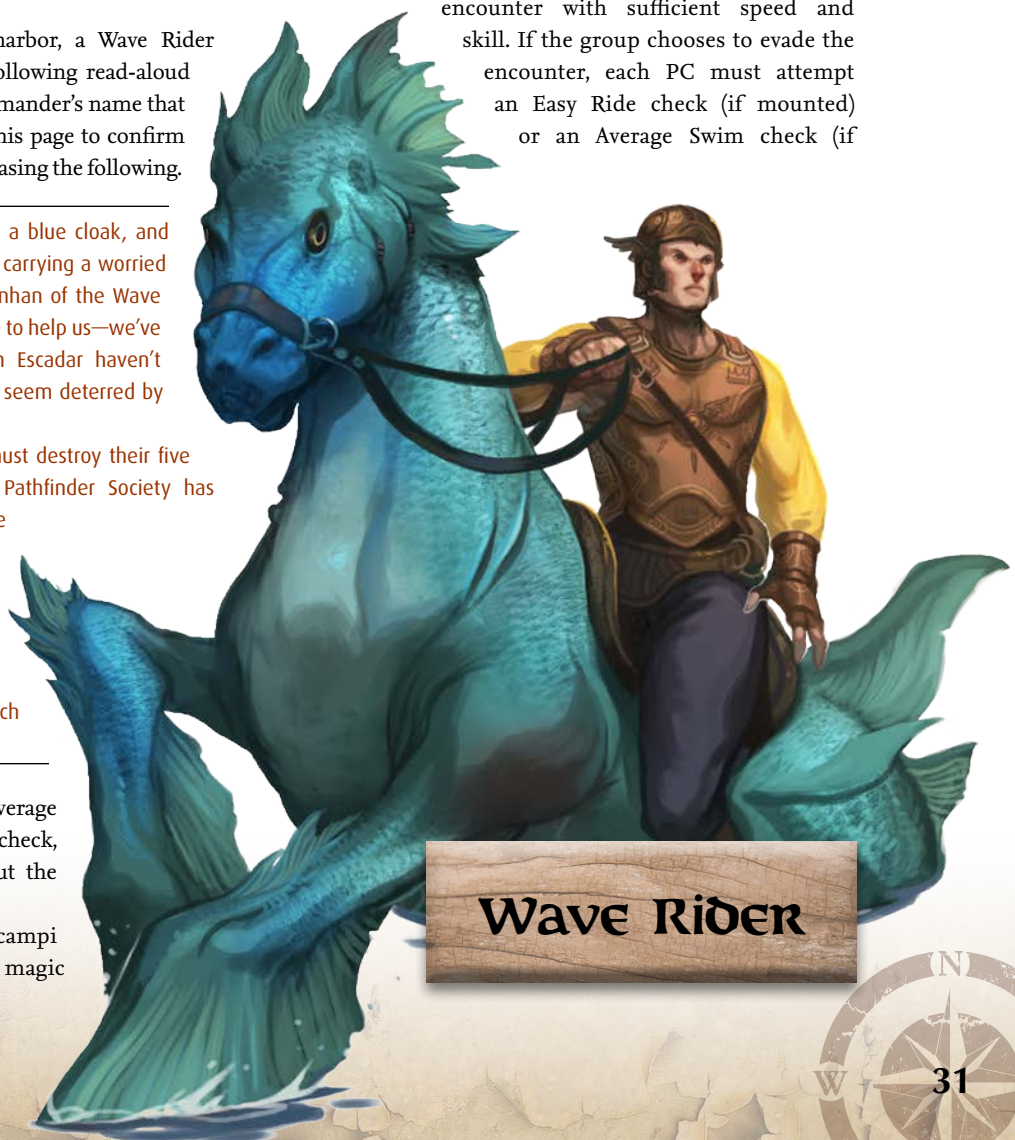 harbor, a Wave Rider
ollowing read-aloud
mander's name that
his page to confirm
asing the following.
a blue cloak, and
carrying a worried
nhan of the Wave
to help us—we've
n Escadar haven't
seem deterred by
ust destroy their five
Pathfinder Society has
e
ch
verage
check,
ut the
campi
magic
encounter with sufficient speed and
skill. If the group chooses to evade the
encounter, each PC must attempt
an Easy Ride check (if mounted)
or an Average Swim check (if
Wave Rider
N
W
31